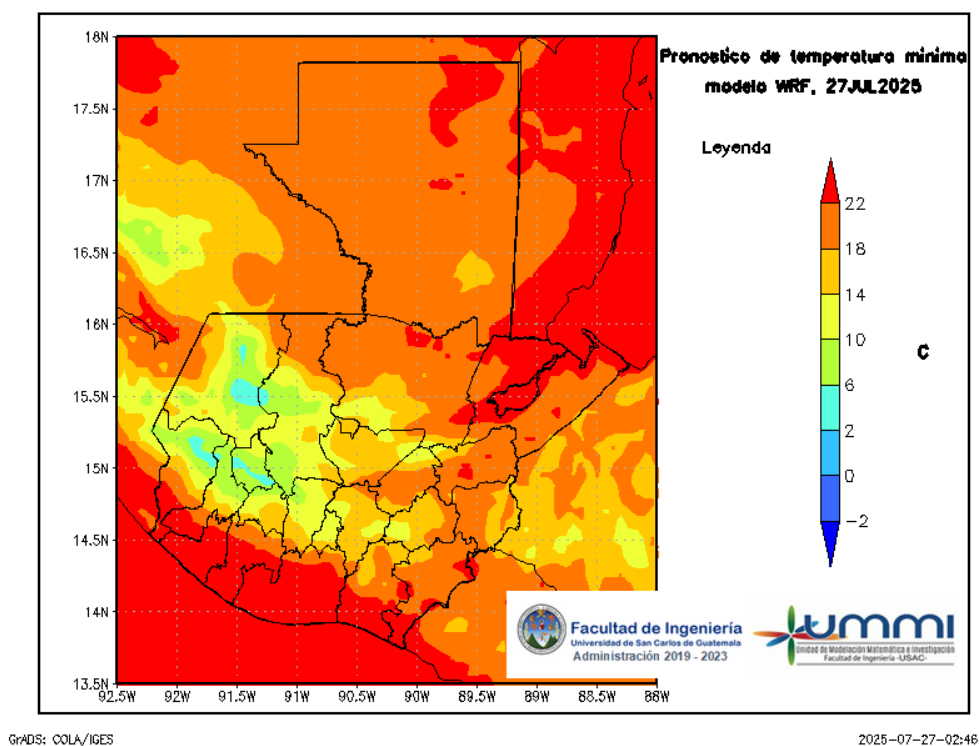 Pronostico de temperatura minima
modelo WRF, 27JUL2025
Leyenda
22
18
14
10
6
2
0
−2
C
18N
17.5N
17N
16.5N
16N
15.5N
15N
14.5N
14N
13.5N
92.5W
92W
91.5W
91W
90.5W
90W
89.5W
89W
88.5W
88W
Facultad de Ingeniería
Universidad de San Carlos de Guatemala
Administración 2019 - 2023
ummi
Unidad de Modelación Matemática e Investigación
Facultad de Ingeniería -USAC-
GrADS: COLA/IGES
2025-07-27-02:46